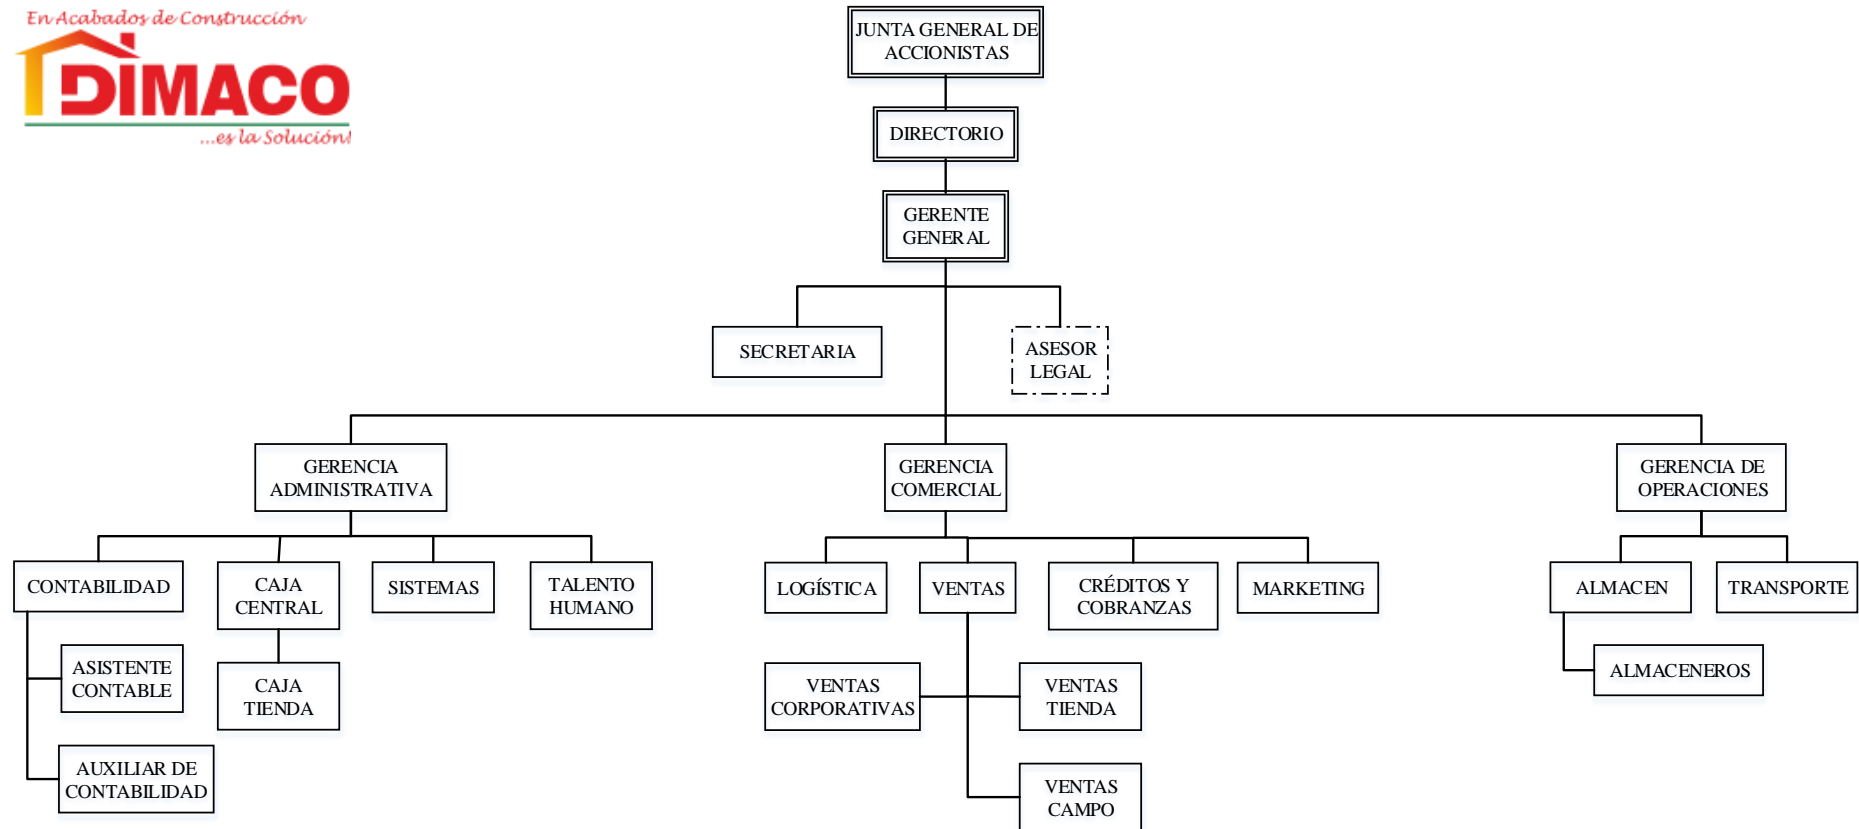 En Acabados de Construcción
DIMACO
...es la Solución!
JUNTA GENERAL DE
ACCIONISTAS
DIRECTORIO
GERENTE
GENERAL
SECRETARIA
ASESOR
LEGAL
GERENCIA
ADMINISTRATIVA
GERENCIA
COMERCIAL
GERENCIA DE
OPERACIONES
CONTABILIDAD
CAJA
CENTRAL
SISTEMAS
TALENTO
HUMANO
LOGÍSTICA
VENTAS
CRÉDITOS Y
COBRANZAS
MARKETING
ALMACEN
TRANSPORTE
ASISTENTE
CONTABLE
CAJA
TIENDA
VENTAS
CORPORATIVAS
VENTAS
TIENDA
ALMACENEROS
AUXILIAR DE
CONTABILIDAD
VENTAS
CAMPO